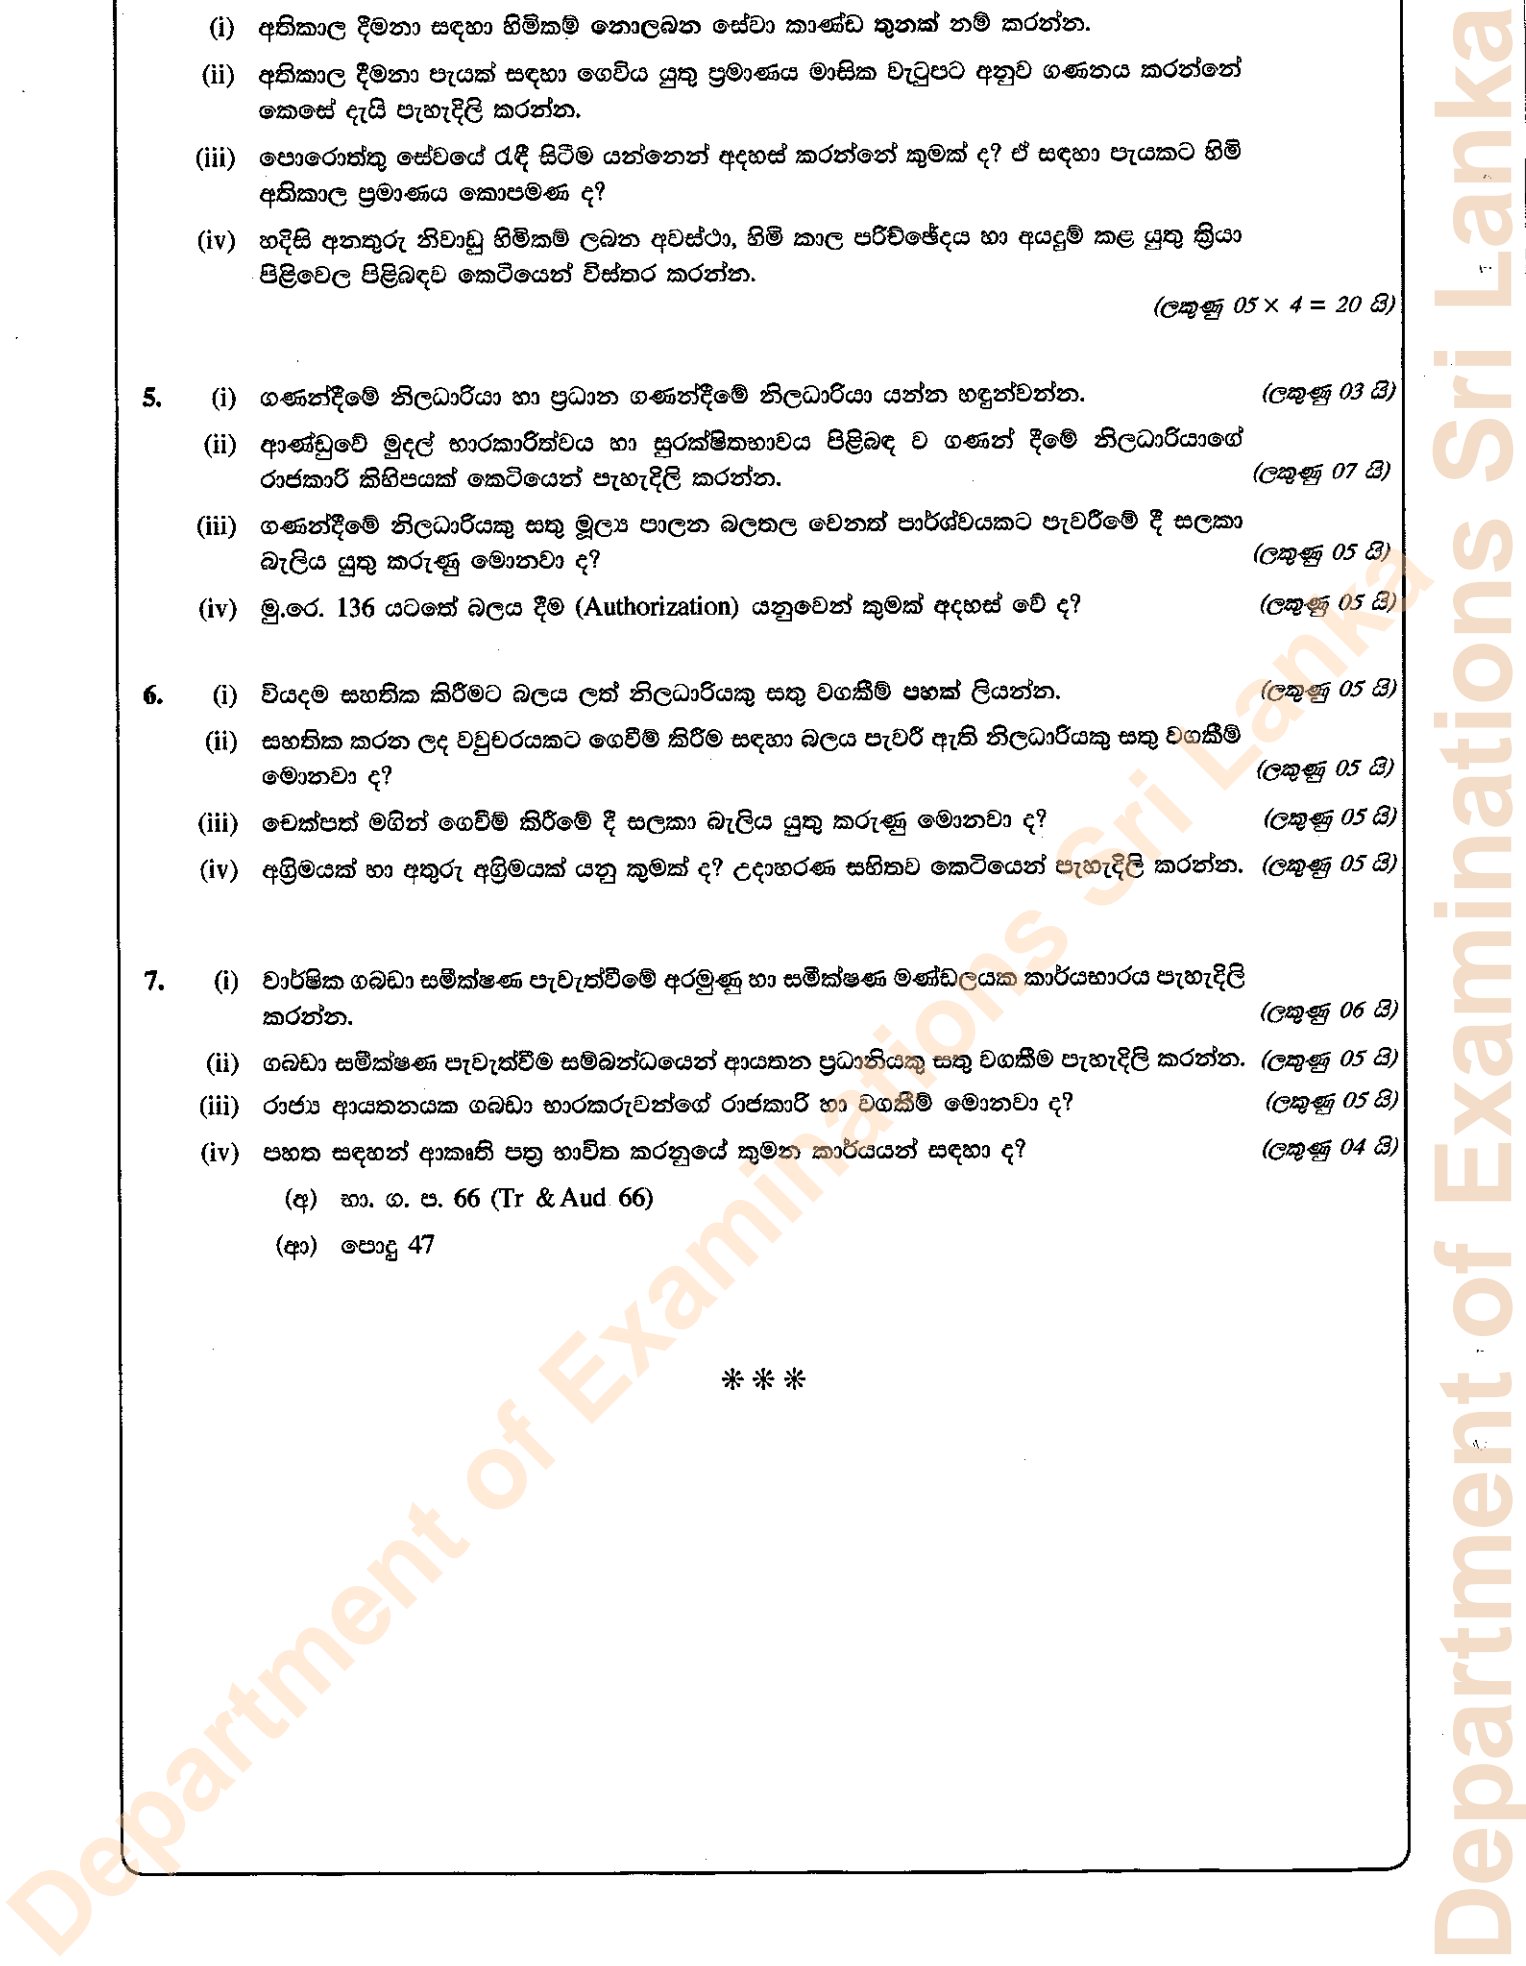 (i) අතිකාල දීමනා සඳහා හිමිකම් නොලබන සේවා කාණ්ඩ තුනක් නම් කරන්න.
(ii) අතිකාල දීමනා පැයක් සඳහා ගෙවිය යුතු ප්‍රමාණය මාසික වැටුපට අනුව ගණනය කරන්නේ
කෙසේ දැයි පැහැදිලි කරන්න.
(iii) පොරොත්තු සේවයේ රැඳී සිටීම යන්නෙන් අදහස් කරන්නේ කුමක් ද? ඒ සඳහා පැයකට හිමි
අතිකාල ප්‍රමාණය කොපමණ ද?
(iv) හදිසි අනතුරු නිවාඩු හිමිකම් ලබන අවස්ථා, හිමි කාල පරිච්ඡේදය හා අයදුම් කළ යුතු ක්‍රියා
පිළිවෙල පිළිබඳව කෙටියෙන් විස්තර කරන්න.
(ලකුණු 05 × 4 = 20 යි)
5. (i) ගණන්දීමේ නිලධාරියා හා ප්‍රධාන ගණන්දීමේ නිලධාරියා යන්න හඳුන්වන්න. (ලකුණු 03 යි)
(ii) ආණ්ඩුවේ මුදල් භාරකාරිත්වය හා සුරක්ෂිතභාවය පිළිබඳ ව ගණන් දීමේ නිලධාරියාගේ
රාජකාරි කිහිපයක් කෙටියෙන් පැහැදිලි කරන්න. (ලකුණු 07 යි)
(iii) ගණන්දීමේ නිලධාරියකු සතු මූල්‍ය පාලන බලතල වෙනත් පාර්ශ්වයකට පැවරීමේ දී සලකා
බැලිය යුතු කරුණු මොනවා ද? (ලකුණු 05 යි)
(iv) මු.රෙ. 136 යටතේ බලය දීම (Authorization) යනුවෙන් කුමක් අදහස් වේ ද? (ලකුණු 05 යි)
6. (i) වියදම සහතික කිරීමට බලය ලත් නිලධාරියකු සතු වගකීම් පහක් ලියන්න. (ලකුණු 05 යි)
(ii) සහතික කරන ලද වවුචරයකට ගෙවීම් කිරීම සඳහා බලය පැවරී ඇති නිලධාරියකු සතු වගකීම්
මොනවා ද? (ලකුණු 05 යි)
(iii) චෙක්පත් මගින් ගෙවීම් කිරීමේ දී සලකා බැලිය යුතු කරුණු මොනවා ද? (ලකුණු 05 යි)
(iv) අග්‍රිමයක් හා අතුරු අග්‍රිමයක් යනු කුමක් ද? උදාහරණ සහිතව කෙටියෙන් පැහැදිලි කරන්න. (ලකුණු 05 යි)
7. (i) වාර්ෂික ගබඩා සමීක්ෂණ පැවැත්වීමේ අරමුණු හා සමීක්ෂණ මණ්ඩලයක කාර්යභාරය පැහැදිලි
කරන්න. (ලකුණු 06 යි)
(ii) ගබඩා සමීක්ෂණ පැවැත්වීම සම්බන්ධයෙන් ආයතන ප්‍රධානියකු සතු වගකීම පැහැදිලි කරන්න. (ලකුණු 05 යි)
(iii) රාජ්‍ය ආයතනයක ගබඩා භාරකරුවන්ගේ රාජකාරි හා වගකීම් මොනවා ද? (ලකුණු 05 යි)
(iv) පහත සඳහන් ආකෘති පත්‍ර භාවිත කරනුයේ කුමන කාර්යයන් සඳහා ද? (ලකුණු 04 යි)
(අ) භා. ග. ප. 66 (Tr & Aud 66)
(ආ) පොදු 47
***
Department of Examinations Sri Lanka
Department of Examinations Sri Lanka